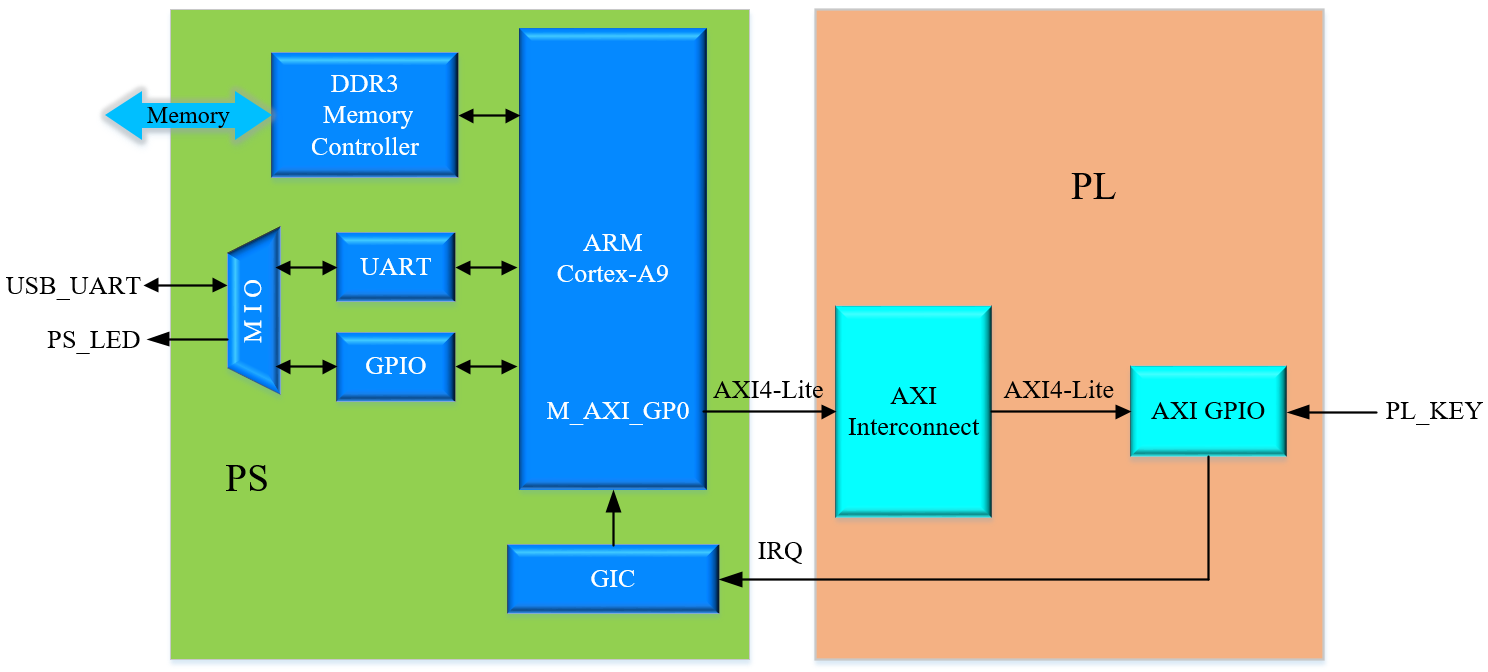 DDR3
Memory
Controller
Memory
PL
ARM
Cortex-A9
UART
USB_UART
MIO
PS_LED
GPIO
M_AXI_GP0
AXI4-Lite
AXI
Interconnect
AXI4-Lite
AXI GPIO
PL_KEY
PS
IRQ
GIC